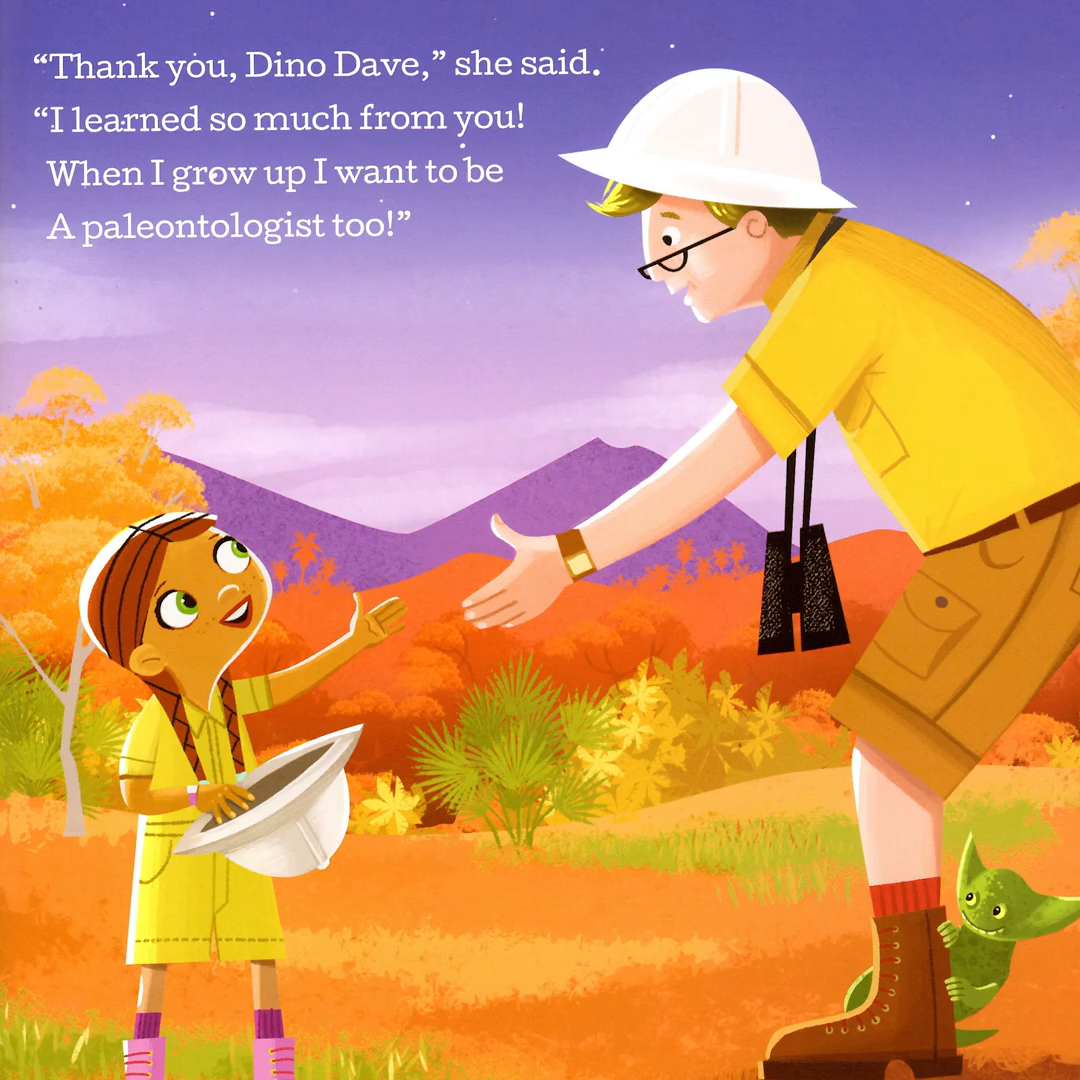 “Thank you, Dino Dave,” she said.
“I learned so much from you!
When I grow up I want to be
A paleontologist too!”